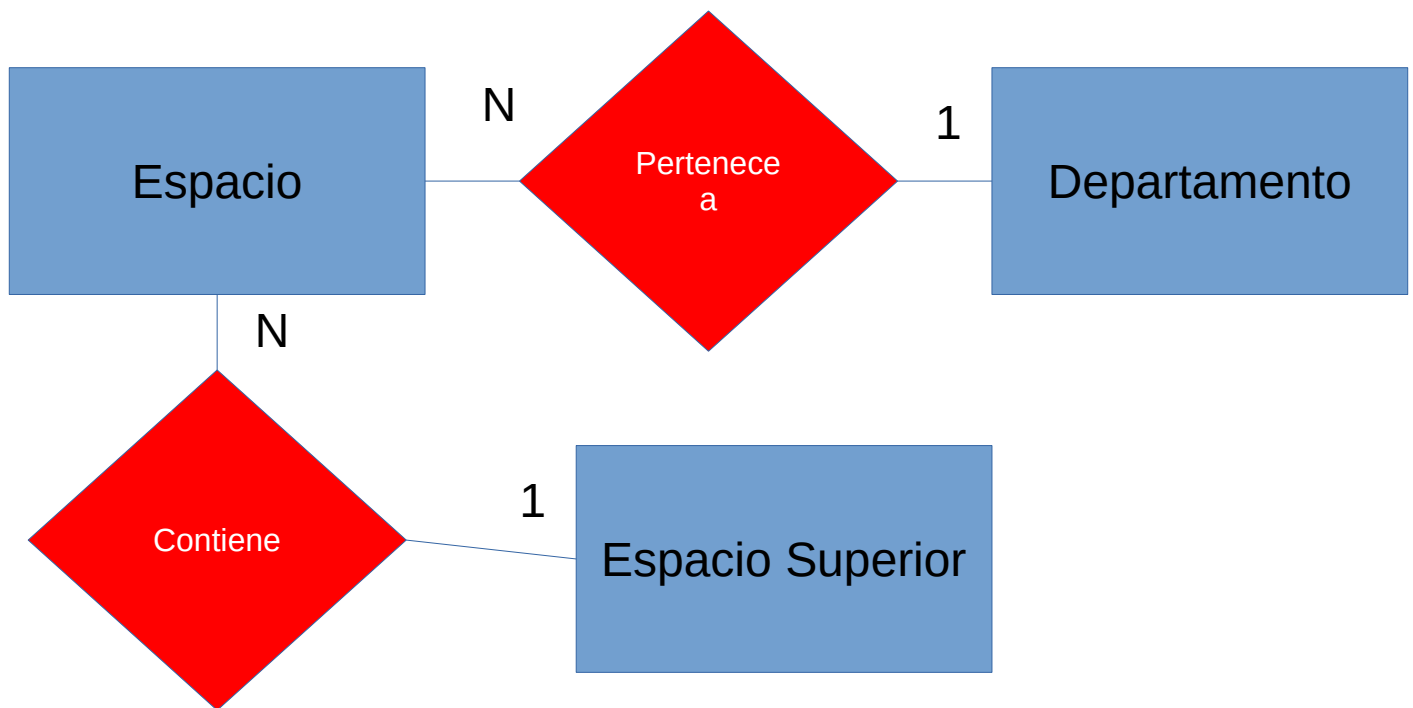 Espacio
N
Pertenece
a
1
Departamento
N
Contiene
1
Espacio Superior